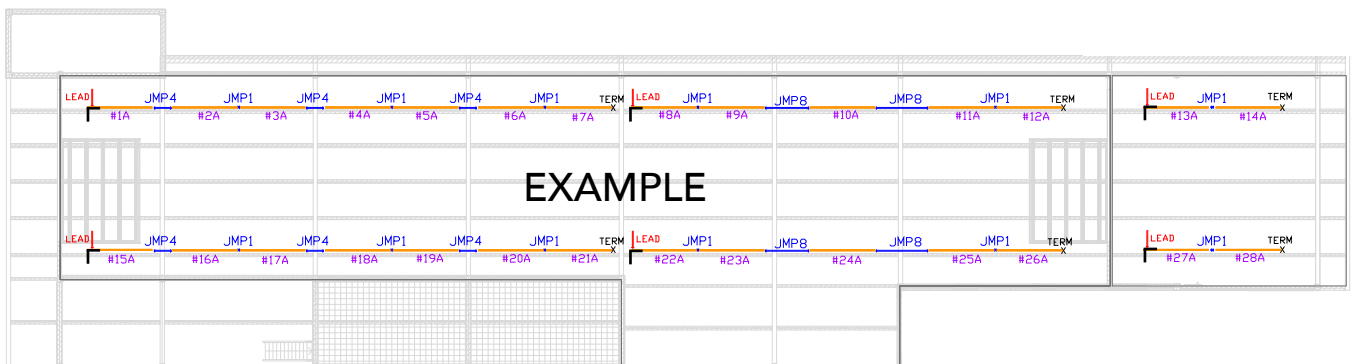 LEAD JMP4 JMP1 JMP4 JMP1 JMP4 JMP1 TERM LEAD JMP1 JMP8 JMP8 JMP1 TERM LEAD JMP1 TERM
X X X
#1A #2A #3A #4A #5A #6A #7A #8A #9A #10A #11A #12A #13A #14A
EXAMPLE
LEAD JMP4 JMP1 JMP4 JMP1 JMP4 JMP1 TERM LEAD JMP1 JMP8 JMP8 JMP1 TERM LEAD JMP1 TERM
X X X
#15A #16A #17A #18A #19A #20A #21A #22A #23A #24A #25A #26A #27A #28A